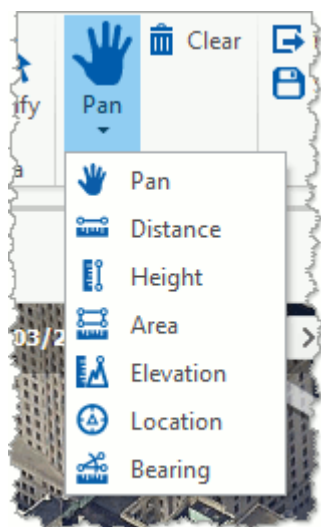 Clear
ify
Pan
a
Pan
Distance
Height
03/2
Area
Elevation
Location
Bearing